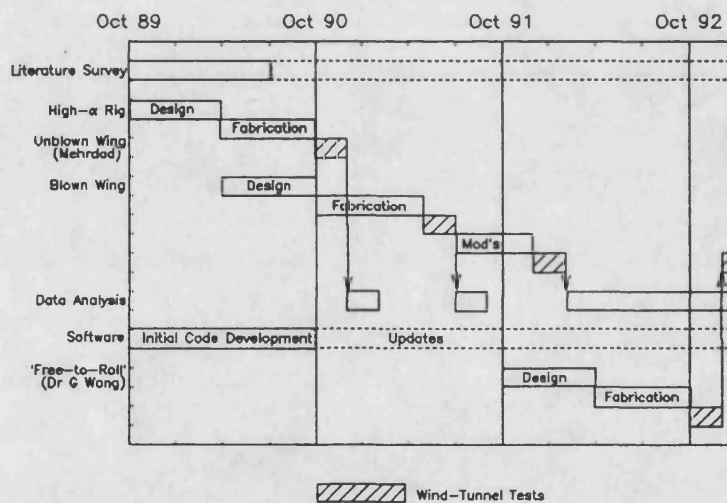 Oct 89 Oct 90 Oct 91 Oct 92
Literature Survey
High-α Rig
Design
Fabrication
Unblown Wing
(Mehrdad)
Blown Wing
Design
Fabrication
Mod's
Data Analysis
Software
Initial Code Development
Updates
'Free-to-Roll'
(Dr G Wong)
Design
Fabrication
Wind-Tunnel Tests